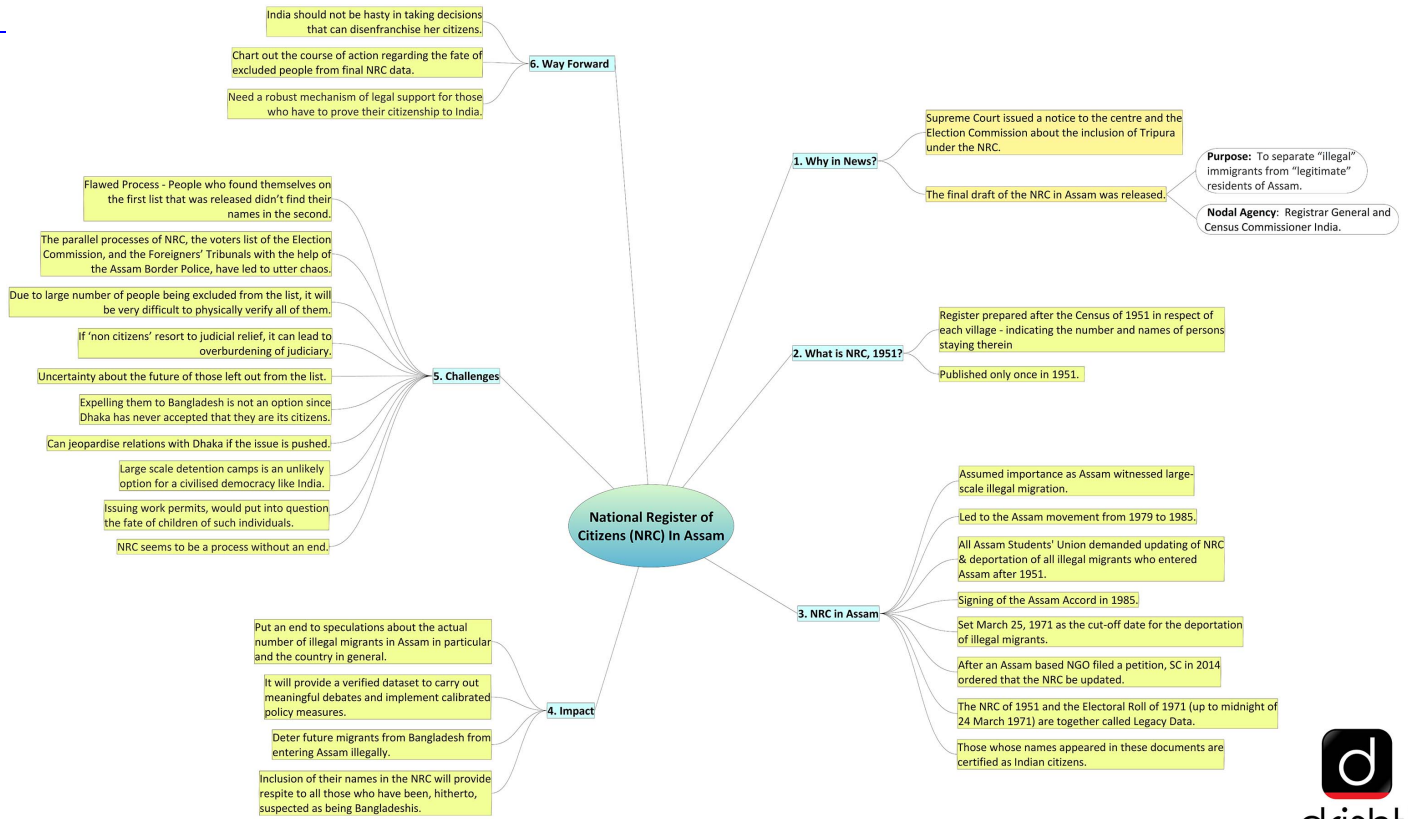 National Register of
Citizens (NRC) In Assam
1. Why in News?
Supreme Court issued a notice to the centre and the
Election Commission about the inclusion of Tripura
under the NRC.
The final draft of the NRC in Assam was released.
Purpose: To separate “illegal”
immigrants from “legitimate”
residents of Assam.
Nodal Agency: Registrar General and
Census Commissioner India.
2. What is NRC, 1951?
Register prepared after the Census of 1951 in respect of
each village - indicating the number and names of persons
staying therein
Published only once in 1951.
3. NRC in Assam
Assumed importance as Assam witnessed large-
scale illegal migration.
Led to the Assam movement from 1979 to 1985.
All Assam Students' Union demanded updating of NRC
& deportation of all illegal migrants who entered
Assam after 1951.
Signing of the Assam Accord in 1985.
Set March 25, 1971 as the cut-off date for the deportation
of illegal migrants.
After an Assam based NGO filed a petition, SC in 2014
ordered that the NRC be updated.
The NRC of 1951 and the Electoral Roll of 1971 (up to midnight of
24 March 1971) are together called Legacy Data.
Those whose names appeared in these documents are
certified as Indian citizens.
4. Impact
Put an end to speculations about the actual
number of illegal migrants in Assam in particular
and the country in general.
It will provide a verified dataset to carry out
meaningful debates and implement calibrated
policy measures.
Deter future migrants from Bangladesh from
entering Assam illegally.
Inclusion of their names in the NRC will provide
respite to all those who have been, hitherto,
suspected as being Bangladeshis.
5. Challenges
Flawed Process - People who found themselves on
the first list that was released didn’t find their
names in the second.
The parallel processes of NRC, the voters list of the Election
Commission, and the Foreigners’ Tribunals with the help of
the Assam Border Police, have led to utter chaos.
Due to large number of people being excluded from the list, it will
be very difficult to physically verify all of them.
If ‘non citizens’ resort to judicial relief, it can lead to
overburdening of judiciary.
Uncertainty about the future of those left out from the list.
Expelling them to Bangladesh is not an option since
Dhaka has never accepted that they are its citizens.
Can jeopardise relations with Dhaka if the issue is pushed.
Large scale detention camps is an unlikely
option for a civilised democracy like India.
Issuing work permits, would put into question
the fate of children of such individuals.
NRC seems to be a process without an end.
6. Way Forward
India should not be hasty in taking decisions
that can disenfranchise her citizens.
Chart out the course of action regarding the fate of
excluded people from final NRC data.
Need a robust mechanism of legal support for those
who have to prove their citizenship to India.
d